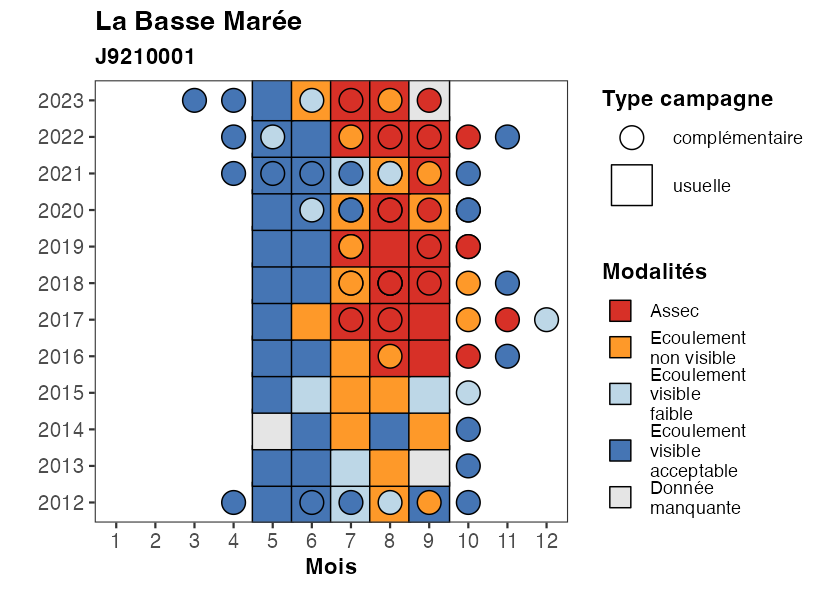 La Basse Marée
J9210001
2023
2022
2021
2020
2019
2018
2017
2016
2015
2014
2013
2012
1 2 3 4 5 6 7 8 9 10 11 12
Mois
Type campagne
complémentaire
usuelle
Modalités
Assec
Ecoulement
non visible
Ecoulement
visible
faible
Ecoulement
visible
acceptable
Donnée
manquante